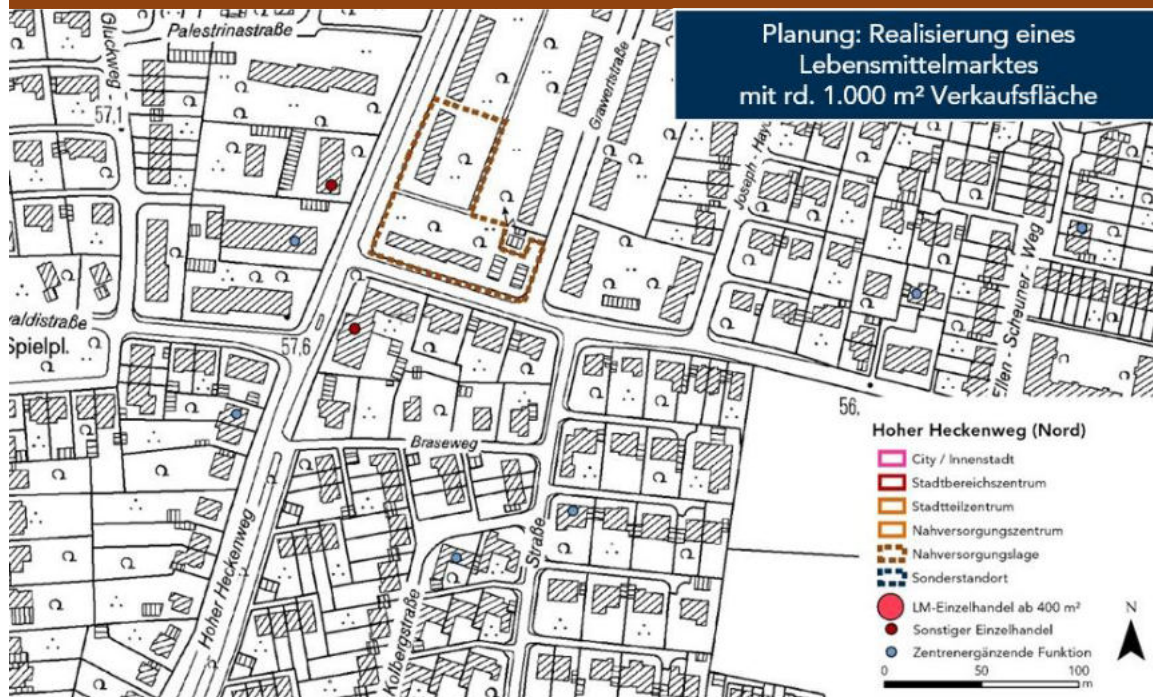 Planung: Realisierung eines
Lebensmittelmarktes
mit rd. 1.000 m² Verkaufsfläche
Palestrinastraße
Gluckweg
57,1
Grawertstraße
Joseph - Hayd
Ellen - Scheuner - Weg
valdistraße
Spielpl.
57,6
56.
Braseweg
Hoher Heckenweg
Kolbergstraße
Straße
Hoher Heckenweg (Nord)
City / Innenstadt
Stadtbereichszentrum
Stadtteilzentrum
Nahversorgungszentrum
Nahversorgungslage
Sonderstandort
LM-Einzelhandel ab 400 m²
Sonstiger Einzelhandel
Zentrenergänzende Funktion
N
0 50 100
m